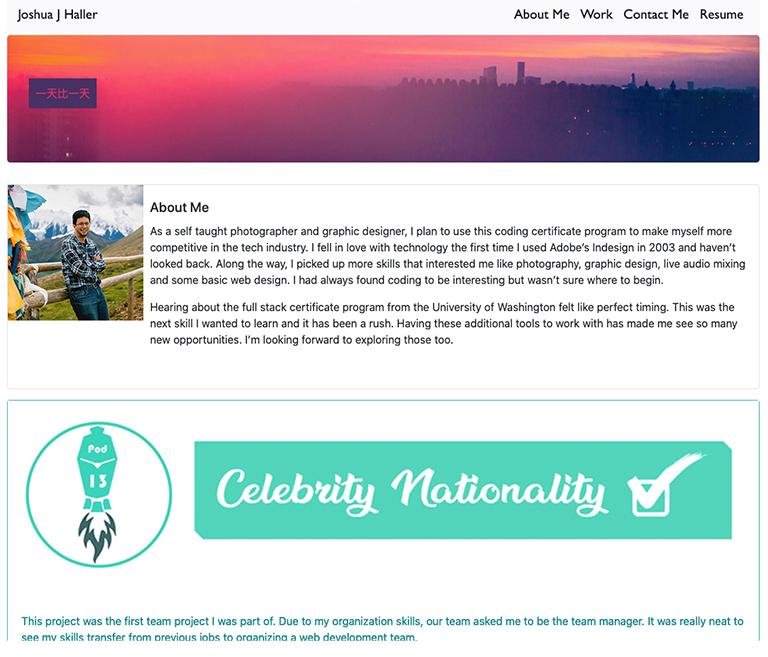 Joshua J Haller
About Me Work Contact Me Resume
一天比一天
About Me
As a self taught photographer and graphic designer, I plan to use this coding certificate program to make myself more
competitive in the tech industry. I fell in love with technology the first time I used Adobe's Indesign in 2003 and haven't
looked back. Along the way, I picked up more skills that interested me like photography, graphic design, live audio mixing
and some basic web design. I had always found coding to be interesting but wasn't sure where to begin.
Hearing about the full stack certificate program from the University of Washington felt like perfect timing. This was the
next skill I wanted to learn and it has been a rush. Having these additional tools to work with has made me see so many
new opportunities. I'm looking forward to exploring those too.
Pod
13
Celebrity Nationality
This project was the first team project I was part of. Due to my organization skills, our team asked me to be the team manager. It was really neat to
see my skills transfer from previous jobs to organizing a web development team.